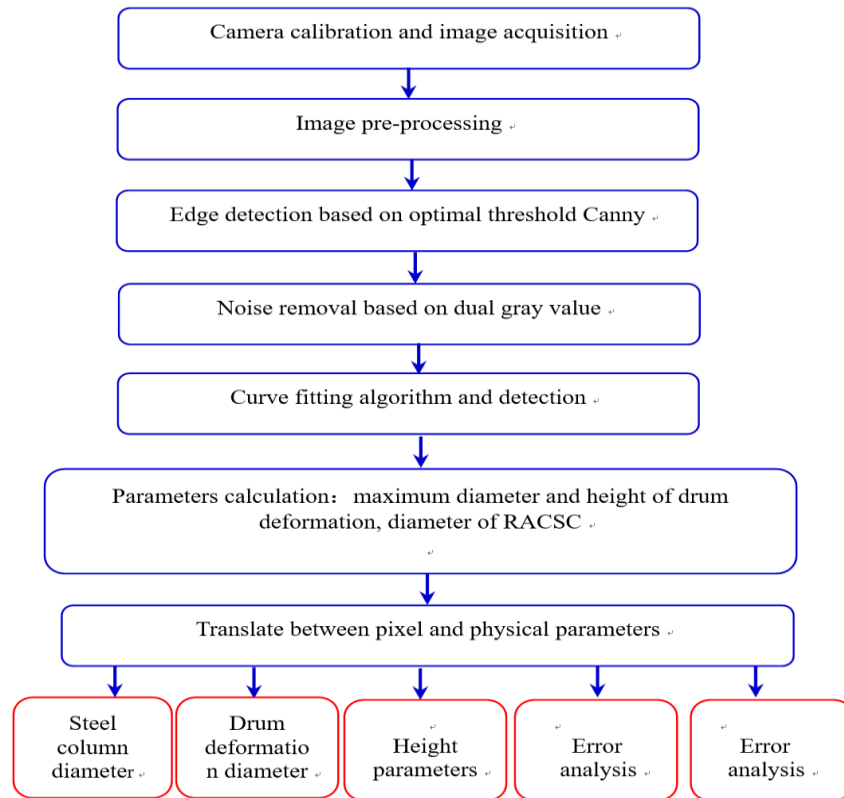 Camera calibration and image acquisition
Image pre-processing
Edge detection based on optimal threshold Canny
Noise removal based on dual gray value
Curve fitting algorithm and detection
Parameters calculation： maximum diameter and height of drum
deformation, diameter of RACSC
Translate between pixel and physical parameters
Steel
column
diameter
Drum
deformatio
n diameter
Height
parameters
Error
analysis
Error
analysis